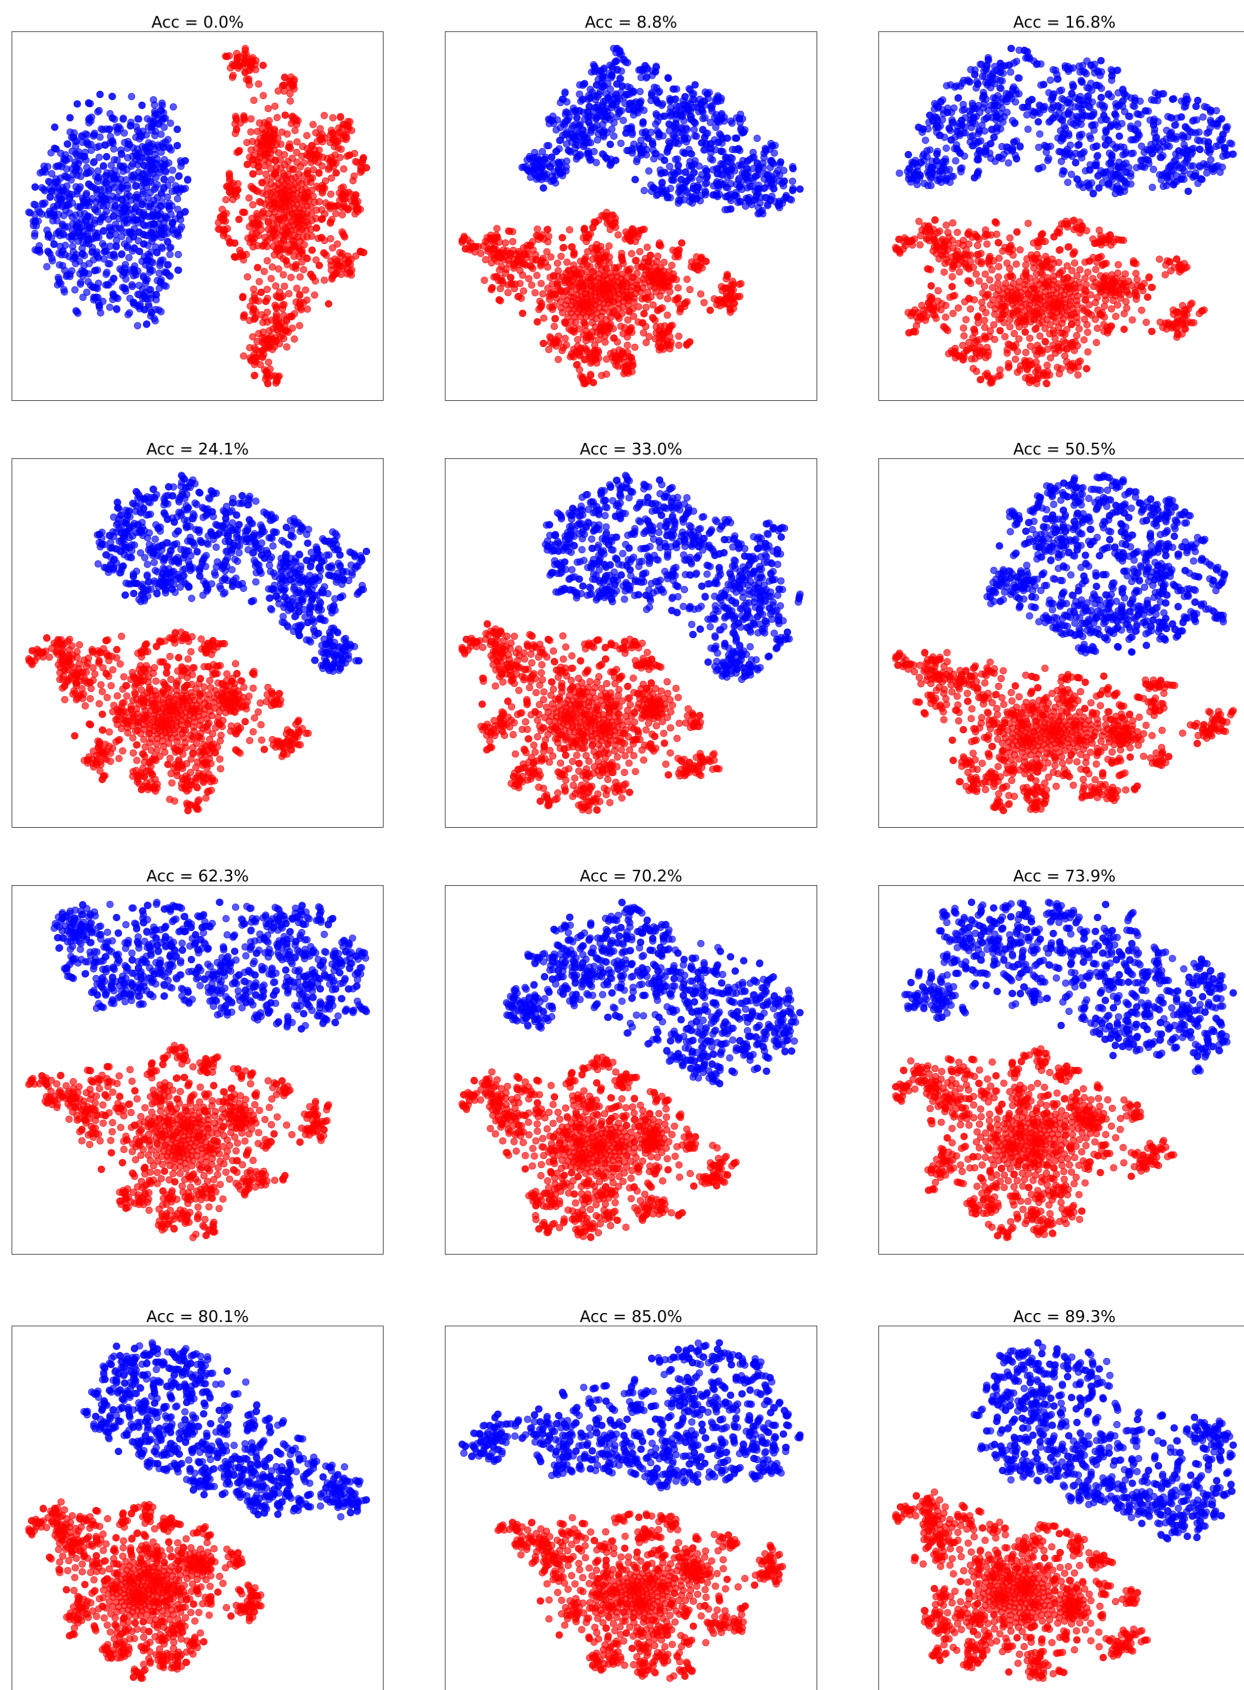 Acc = 0.0%
Acc = 8.8%
Acc = 16.8%
Acc = 24.1%
Acc = 33.0%
Acc = 50.5%
Acc = 62.3%
Acc = 70.2%
Acc = 73.9%
Acc = 80.1%
Acc = 85.0%
Acc = 89.3%